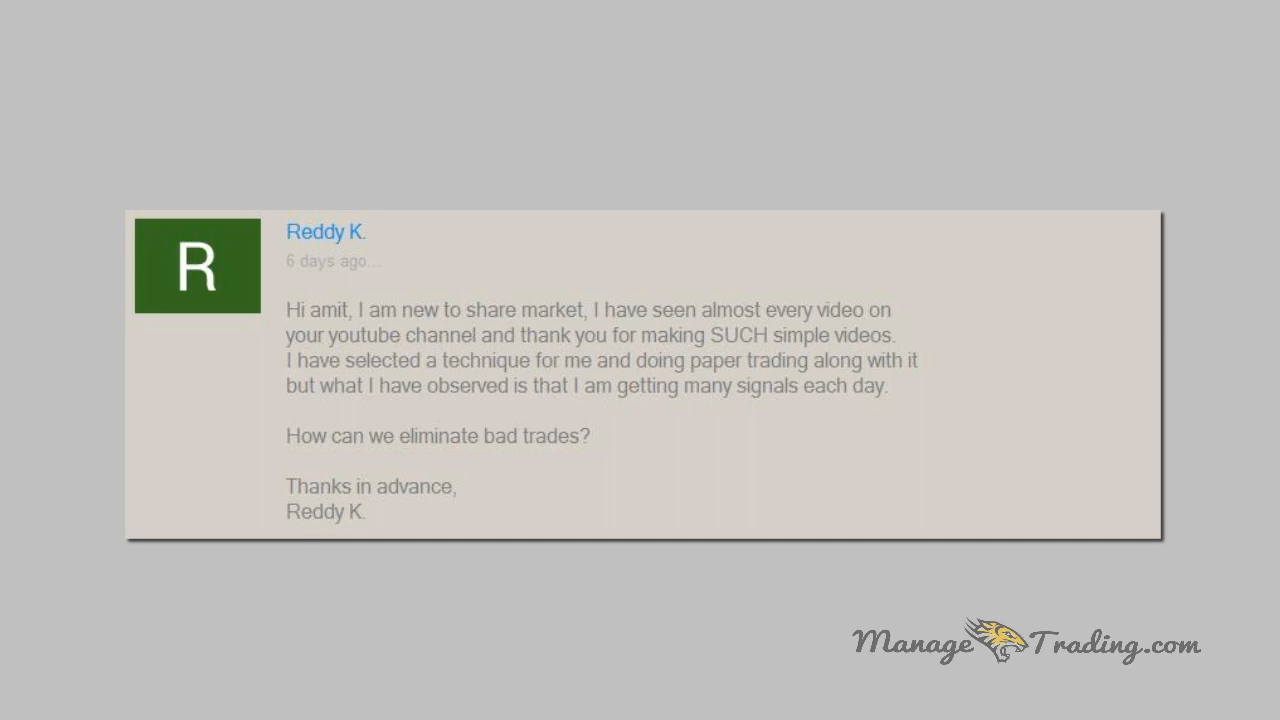 R
Reddy K.
6 days ago...
Hi amit, I am new to share market, I have seen almost every video on
your youtube channel and thank you for making SUCH simple videos.
I have selected a technique for me and doing paper trading along with it
but what I have observed is that I am getting many signals each day.
How can we eliminate bad trades?
Thanks in advance,
Reddy K.
Manage Trading.com